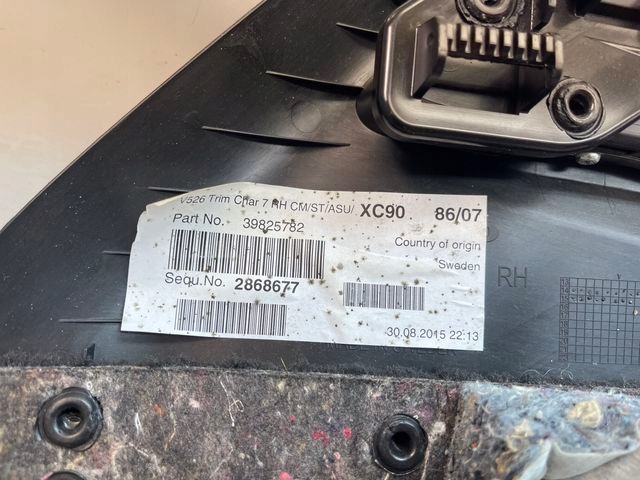 V526 Trim Char 7 RH CM/ST/ASU/ XC90 86/07
Part No. 39825782
Country of origin
Sweden
Sequ.No. 2868677
30.08.2015 22:13
RH